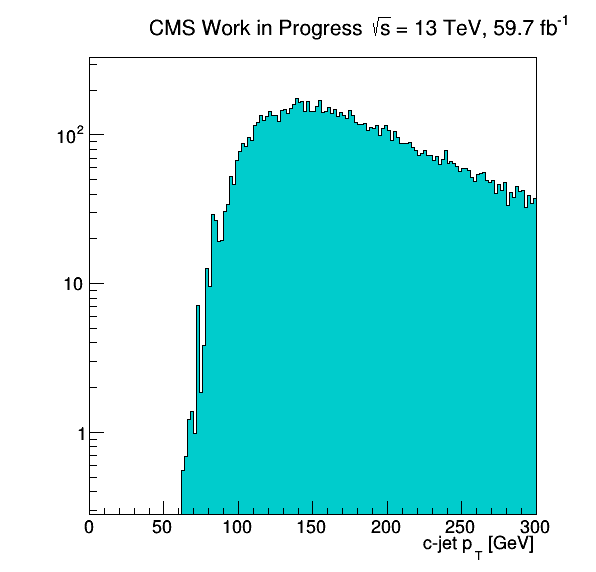 CMS Work in Progress √s = 13 TeV, 59.7 fb⁻¹
10²
10
1
0 50 100 150 200 250 300
c-jet p_T [GeV]